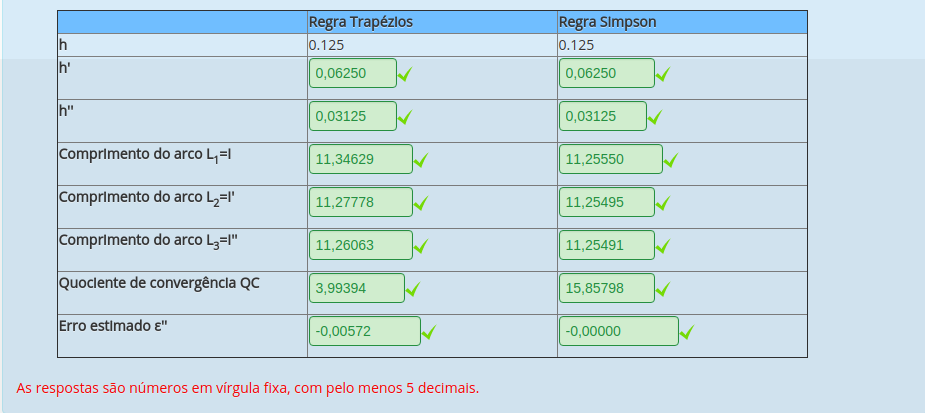 Regra Trapézios Regra Simpson
h 0.125 0.125
h' 0,06250 0,06250
h'' 0,03125 0,03125
Comprimento do arco L₁=I 11,34629 11,25550
Comprimento do arco L₂=I' 11,27778 11,25495
Comprimento do arco L₃=I'' 11,26063 11,25491
Quociente de convergência QC 3,99394 15,85798
Erro estimado ε'' -0,00572 -0,00000
As respostas são números em vírgula fixa, com pelo menos 5 decimais.